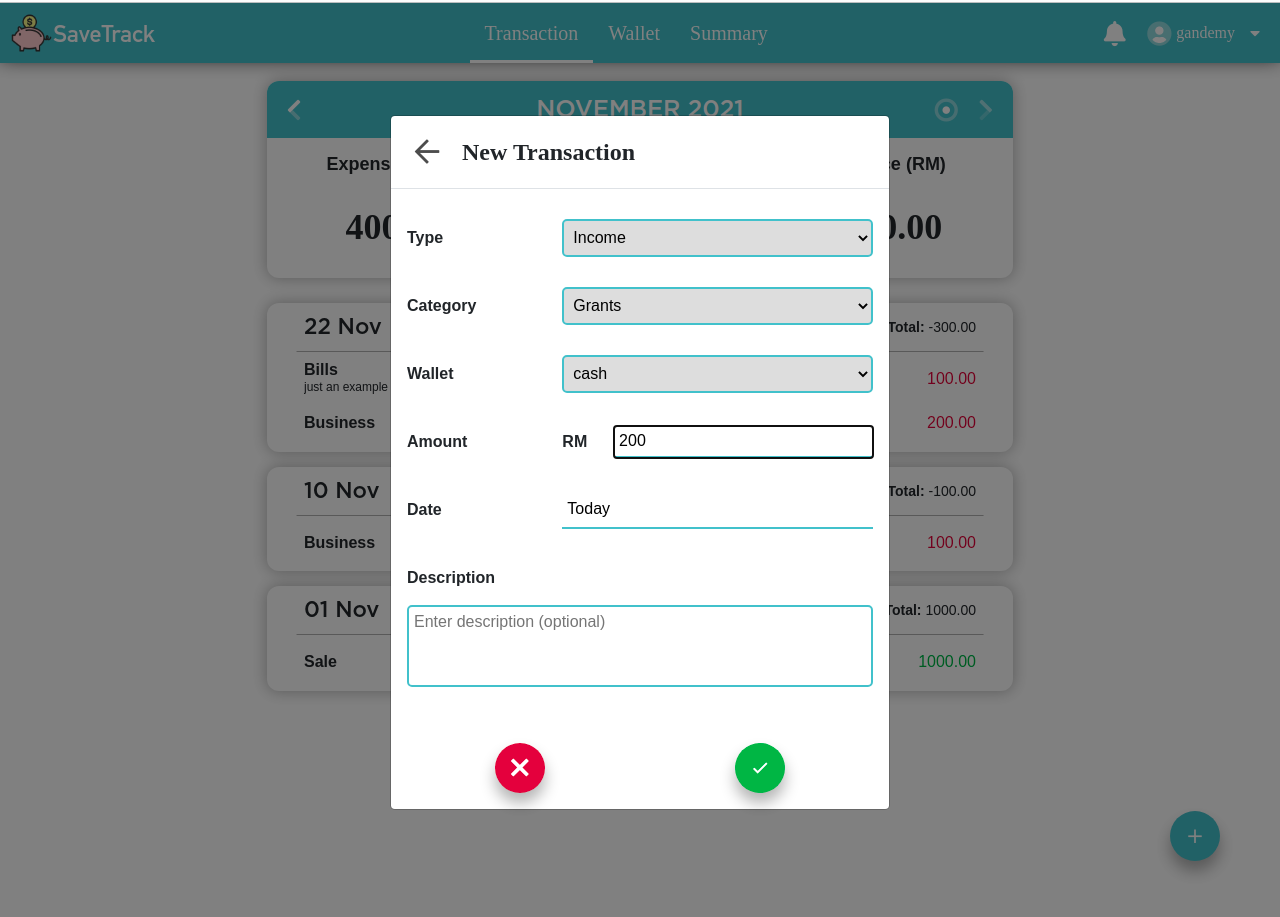 SaveTrack
Transaction Wallet Summary
gandemy
NOVEMBER 2021
(RM)
400
0.00
New Transaction
Type
Income
Category
Grants
Wallet
cash
Amount
RM
200
Date
Today
Description
Enter description (optional)
22 Nov
Total: -300.00
Bills
just an example
100.00
Business
200.00
10 Nov
Total: -100.00
Business
100.00
01 Nov
Total: 1000.00
Sale
1000.00